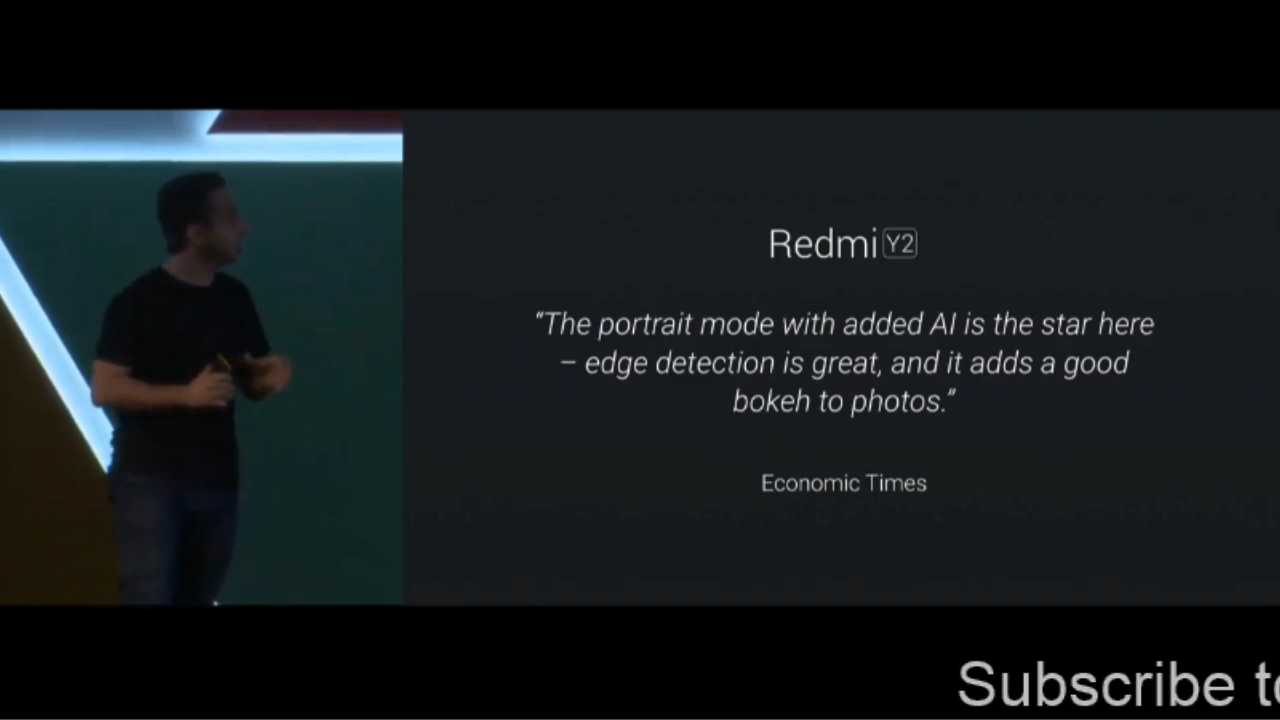 Redmi Y2
“The portrait mode with added AI is the star here
– edge detection is great, and it adds a good
bokeh to photos.”
Economic Times
Subscribe to